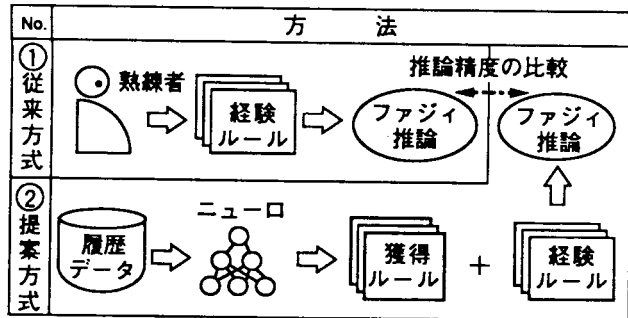 No.
方 法
①従来方式
熟練者
経験
ルール
推論精度の比較
ファジィ
推論
ファジィ
推論
②提案方式
履歴
データ
ニューロ
獲得
ルール
+
経験
ルール